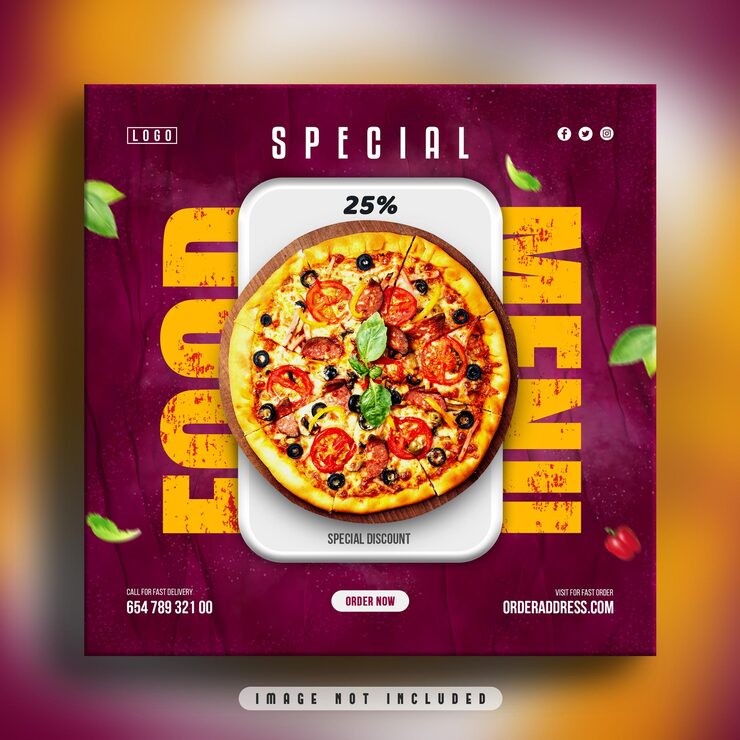 LOGO
SPECIAL
25%
FOOD
MENU
SPECIAL DISCOUNT
CALL FOR FAST DELIVERY
654 789 321 00
ORDER NOW
VISIT FOR FAST ORDER
ORDERADDRESS.COM
IMAGE NOT INCLUDED